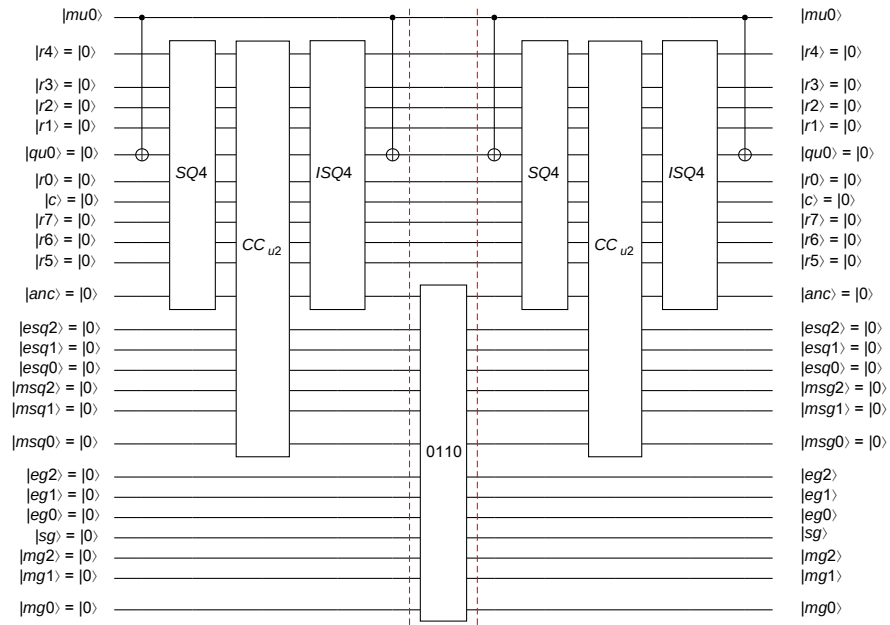 |mu0⟩ |mu0⟩
|r4⟩ = |0⟩ |r4⟩ = |0⟩
|r3⟩ = |0⟩ |r3⟩ = |0⟩
|r2⟩ = |0⟩ |r2⟩ = |0⟩
|r1⟩ = |0⟩ |r1⟩ = |0⟩
|qu0⟩ = |0⟩ |qu0⟩ = |0⟩
SQ4 ISQ4 SQ4 ISQ4
|r0⟩ = |0⟩ |r0⟩ = |0⟩
|c⟩ = |0⟩ |c⟩ = |0⟩
|r7⟩ = |0⟩ |r7⟩ = |0⟩
|r6⟩ = |0⟩ CC u2 CC u2 |r6⟩ = |0⟩
|r5⟩ = |0⟩ |r5⟩ = |0⟩
|anc⟩ = |0⟩ |anc⟩ = |0⟩
|esq2⟩ = |0⟩ |esq2⟩ = |0⟩
|esq1⟩ = |0⟩ |esq1⟩ = |0⟩
|esq0⟩ = |0⟩ |esq0⟩ = |0⟩
|msq2⟩ = |0⟩ |msg2⟩ = |0⟩
|msq1⟩ = |0⟩ |msg1⟩ = |0⟩
|msq0⟩ = |0⟩ |msg0⟩ = |0⟩
0110
|eg2⟩ = |0⟩ |eg2⟩
|eg1⟩ = |0⟩ |eg1⟩
|eg0⟩ = |0⟩ |eg0⟩
|sg⟩ = |0⟩ |sg⟩
|mg2⟩ = |0⟩ |mg2⟩
|mg1⟩ = |0⟩ |mg1⟩
|mg0⟩ = |0⟩ |mg0⟩